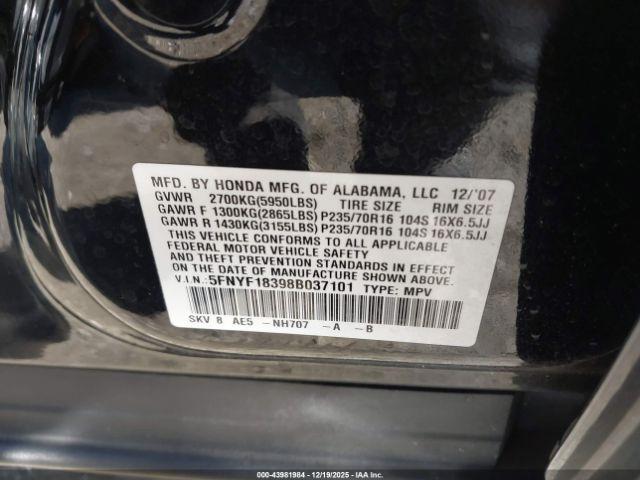 MFD. BY HONDA MFG. OF ALABAMA, LLC 12/'07
GVWR 2700KG(5950LBS) TIRE SIZE RIM SIZE
GAWR F 1300KG(2865LBS) P235/70R16 104S 16X6.5JJ
GAWR R 1430KG(3155LBS) P235/70R16 104S 16X6.5JJ
THIS VEHICLE CONFORMS TO ALL APPLICABLE
FEDERAL MOTOR VEHICLE SAFETY
AND THEFT PREVENTION STANDARDS IN EFFECT
ON THE DATE OF MANUFACTURE SHOWN ABOVE.
V.I.N.: 5FNYF18398B037101 TYPE: MPV
SKV 8 AE5 -NH707 -A -B
© 43981984 - 12/19/2025 - IAAI.COM